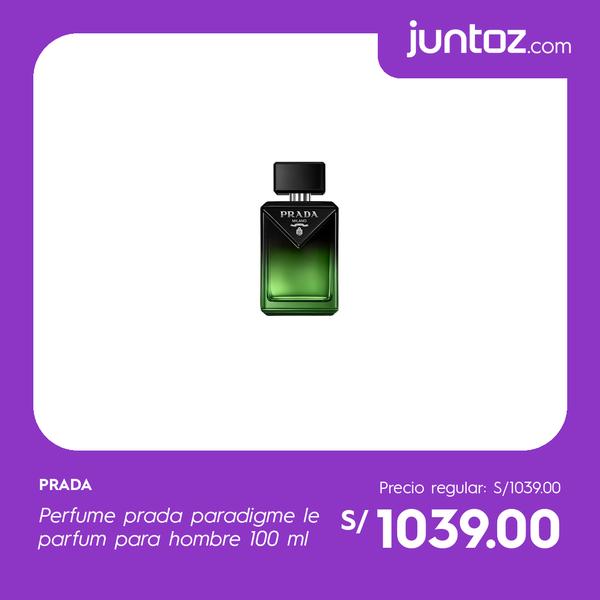 juntoz.com
PRADA
MILANO
PRADA
Perfume prada paradigme le
parfum para hombre 100 ml
Precio regular: S/1039.00
S/1039.00